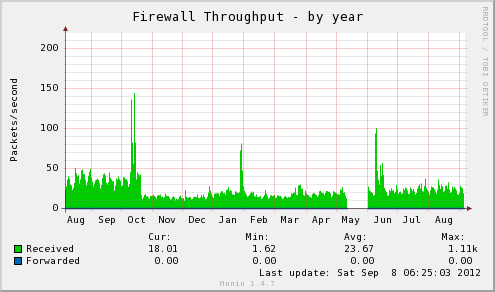 Firewall Throughput - by year
RRDTOOL / TOBI OETIKER
Packets/second
200
150
100
50
0
Aug Sep Oct Nov Dec Jan Feb Mar Apr May Jun Jul Aug
Cur: Min: Avg: Max:
Received 18.01 1.62 23.67 1.11k
Forwarded 0.00 0.00 0.00 0.00
Last update: Sat Sep 8 06:25:03 2012
Munin 1.4.7